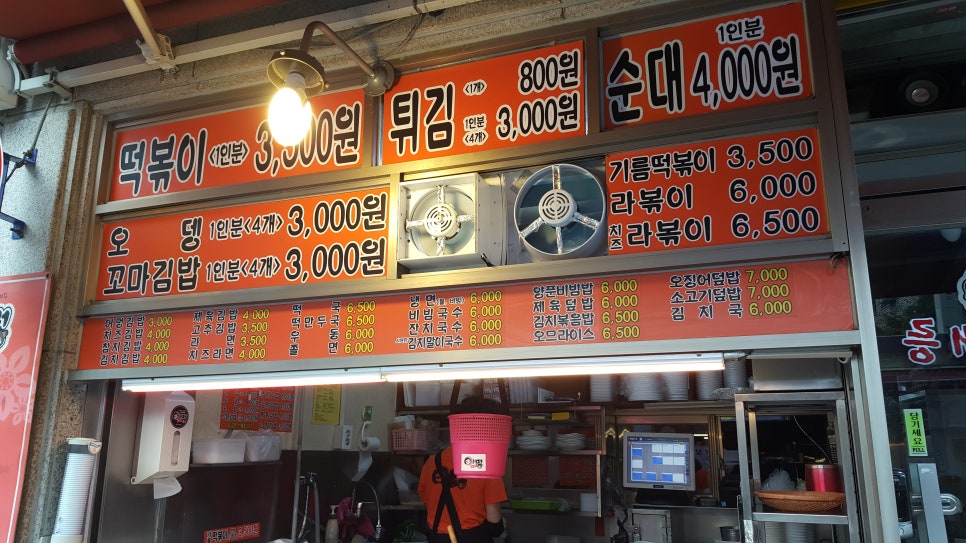 떡볶이 <1인분> 3,500원
튀김 <1개> 800원
1인분 <4개> 3,000원
순대 1인분 4,000원
오뎅 1인분<4개> 3,000원
꼬마김밥 1인분<4개> 3,000원
기름떡볶이 3,500
라볶이 6,000
치즈 라볶이 6,500
어멍김밥 3,000
치즈김밥 4,000
참치김밥 4,000
김치김밥 4,000
제육김밥 4,000
고추김밥 3,500
라면 3,500
치즈라면 4,000
떡국 6,500
떡만두국 6,500
우동 6,000
쫄면 6,000
냉면(물, 비빔) 6,000
비빔국수 6,000
잔치국수 6,000
김치말이국수 6,000
양푼비빔밥 6,000
제육덮밥 6,500
김치볶음밥 6,500
오므라이스 6,500
오징어덮밥 7,000
소고기덮밥 7,000
김치국 6,000
당기세요
PULL